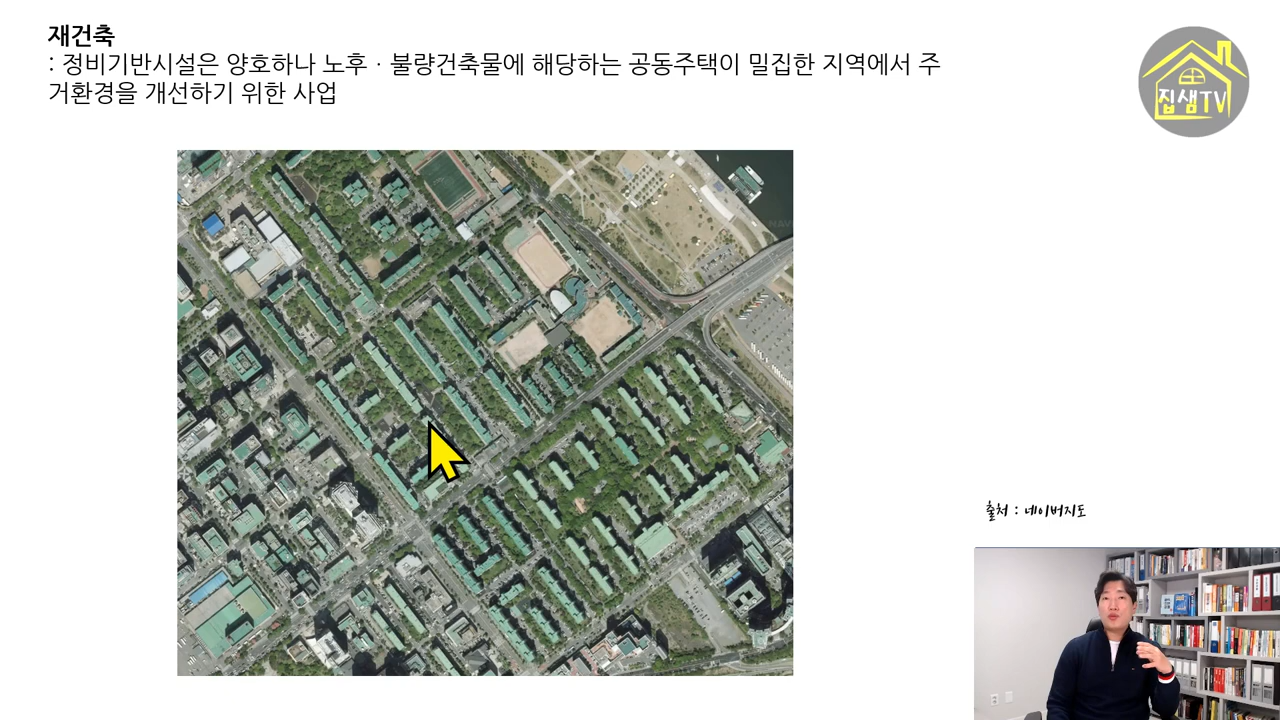 재건축
: 정비기반시설은 양호하나 노후 · 불량건축물에 해당하는 공동주택이 밀집한 지역에서 주
거환경을 개선하기 위한 사업
집샘TV
출처 : 네이버지도